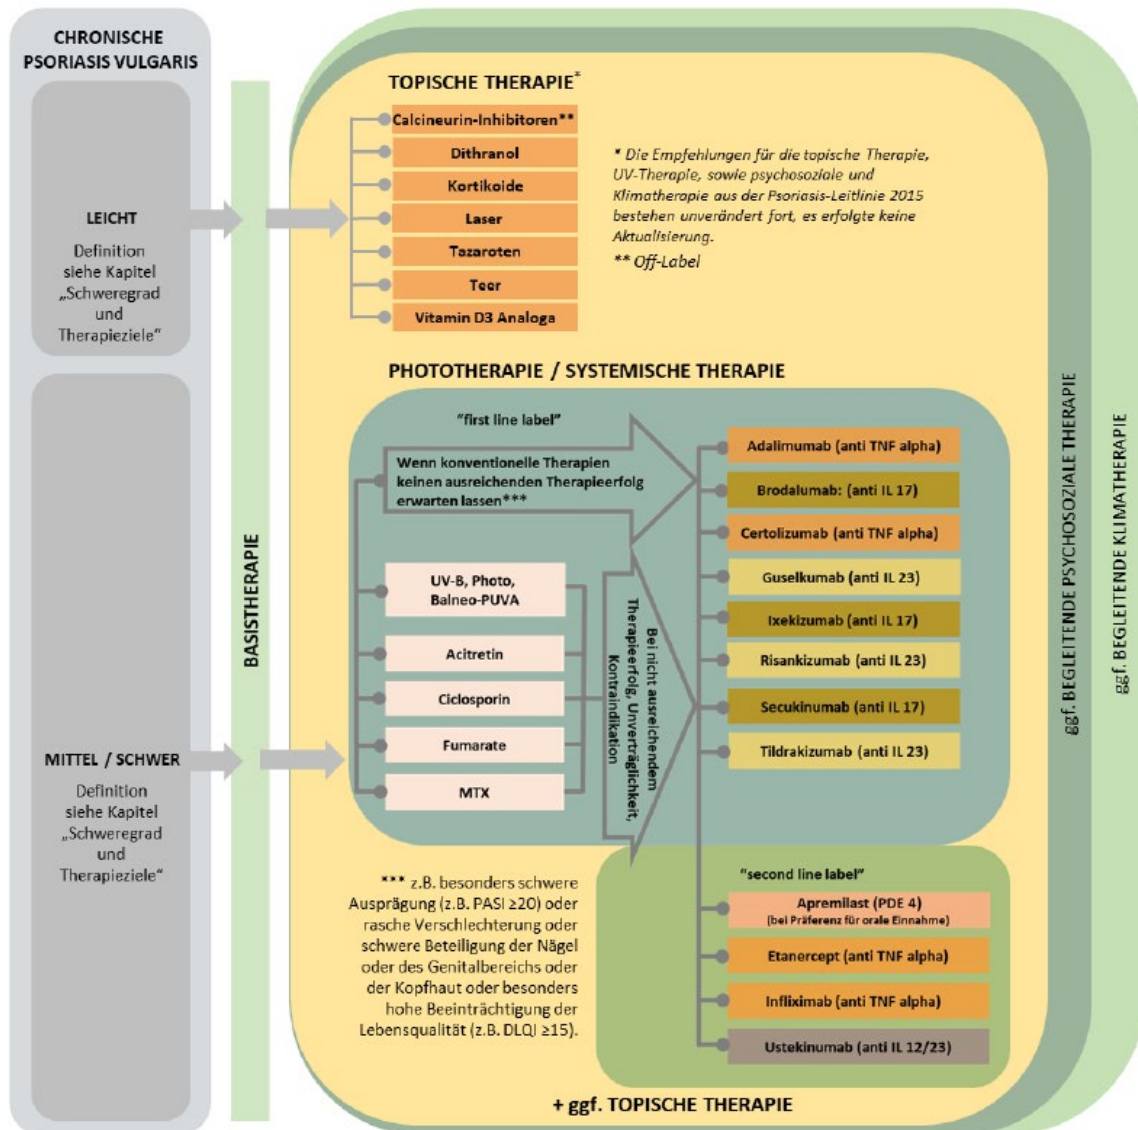 CHRONISCHE
PSORIASIS VULGARIS
LEICHT
Definition
siehe Kapitel
„Schweregrad
und
Therapieziele“
MITTEL / SCHWER
Definition
siehe Kapitel
„Schweregrad
und
Therapieziele“
BASISTHERAPIE
TOPISCHE THERAPIE*
Calcineurin-Inhibitoren**
Dithranol
Kortikoide
Laser
Tazaroten
Teer
Vitamin D3 Analoga
* Die Empfehlungen für die topische Therapie,
UV-Therapie, sowie psychosoziale und
Klimatherapie aus der Psoriasis-Leitlinie 2015
bestehen unverändert fort, es erfolgte keine
Aktualisierung.
** Off-Label
PHOTOTHERAPIE / SYSTEMISCHE THERAPIE
"first line label"
Wenn konventionelle Therapien
keinen ausreichenden Therapieerfolg
erwarten lassen***
UV-B, Photo,
Balneo-PUVA
Acitretin
Ciclosporin
Fumarate
MTX
Bei nicht ausreichendem
Therapieerfolg, Unverträglichkeit,
Kontraindikation
Adalimumab (anti TNF alpha)
Brodalumab: (anti IL 17)
Certolizumab (anti TNF alpha)
Guselkumab (anti IL 23)
Ixekizumab (anti IL 17)
Risankizumab (anti IL 23)
Secukinumab (anti IL 17)
Tildrakizumab (anti IL 23)
*** z.B. besonders schwere
Ausprägung (z.B. PASI ≥20) oder
rasche Verschlechterung oder
schwere Beteiligung der Nägel
oder des Genitalbereichs oder
der Kopfhaut oder besonders
hohe Beeinträchtigung der
Lebensqualität (z.B. DLQI ≥15).
"second line label"
Apremilast (PDE 4)
(bei Präferenz für orale Einnahme)
Etanercept (anti TNF alpha)
Infliximab (anti TNF alpha)
Ustekinumab (anti IL 12/23)
+ ggf. TOPISCHE THERAPIE
ggf. BEGLEITENDE PSYCHOSOZIALE THERAPIE
ggf. BEGLEITENDE KLIMATHERAPIE